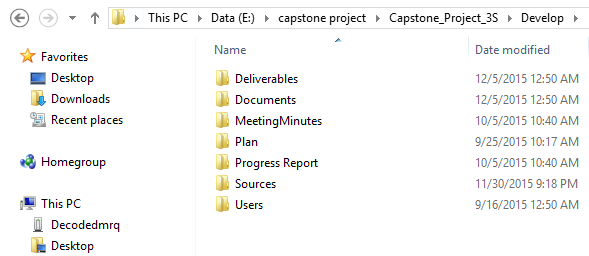 This PC Data (E:) capstone project Capstone_Project_3S Develop
Name Date modified
Favorites
Desktop
Downloads
Recent places
Homegroup
This PC
Decodedmrq
Desktop
Deliverables 12/5/2015 12:50 AM
Documents 12/5/2015 12:50 AM
MeetingMinutes 10/5/2015 10:40 AM
Plan 9/25/2015 10:17 AM
Progress Report 10/5/2015 10:40 AM
Sources 11/30/2015 9:18 PM
Users 9/16/2015 12:50 AM